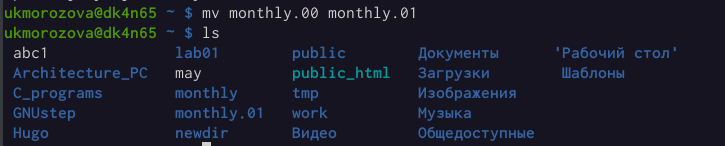 ukmorozova@dk4n65 ~ $ mv monthly.00 monthly.01
ukmorozova@dk4n65 ~ $ ls
abc1 lab01 public Документы 'Рабочий стол'
Architecture_PC may public_html Загрузки Шаблоны
C_programs monthly tmp Изображения
GNUstep monthly.01 work Музыка
Hugo newdir Видео Общедоступные